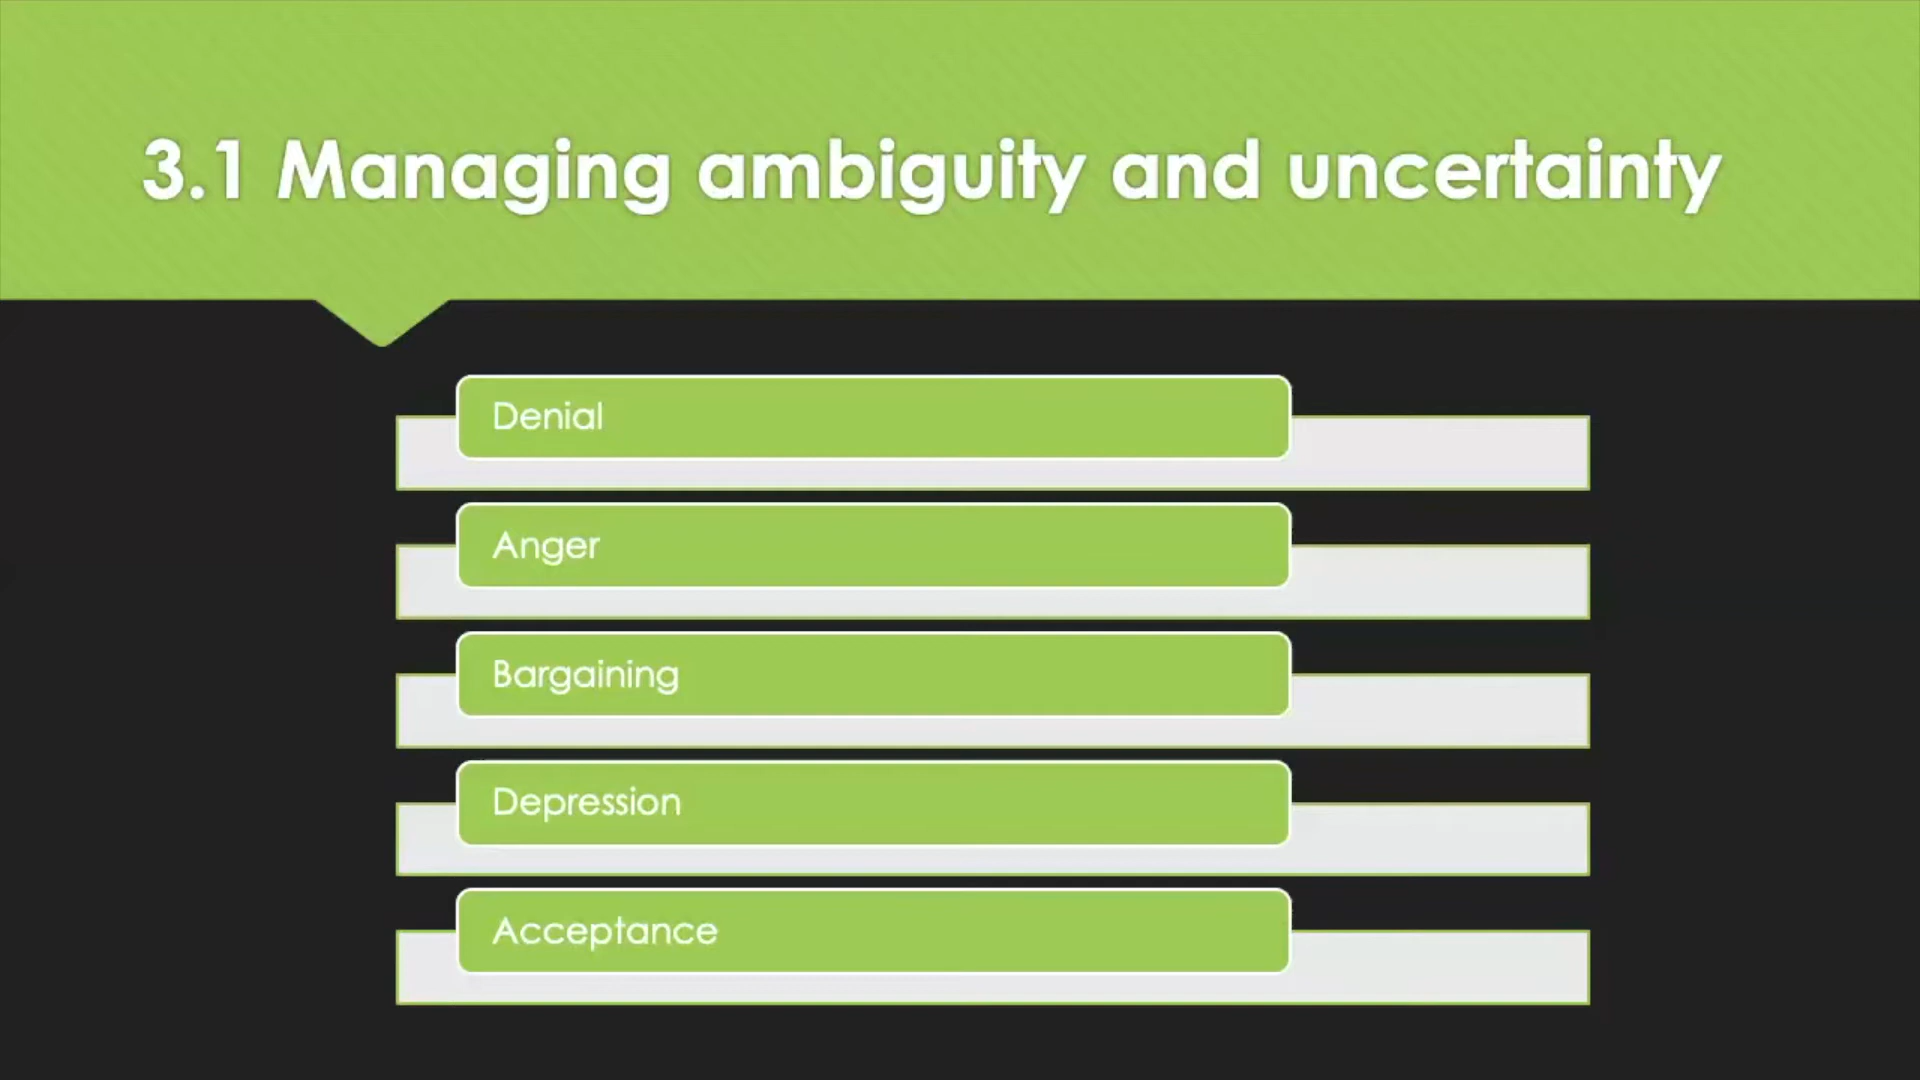 3.1 Managing ambiguity and uncertainty
Denial
Anger
Bargaining
Depression
Acceptance